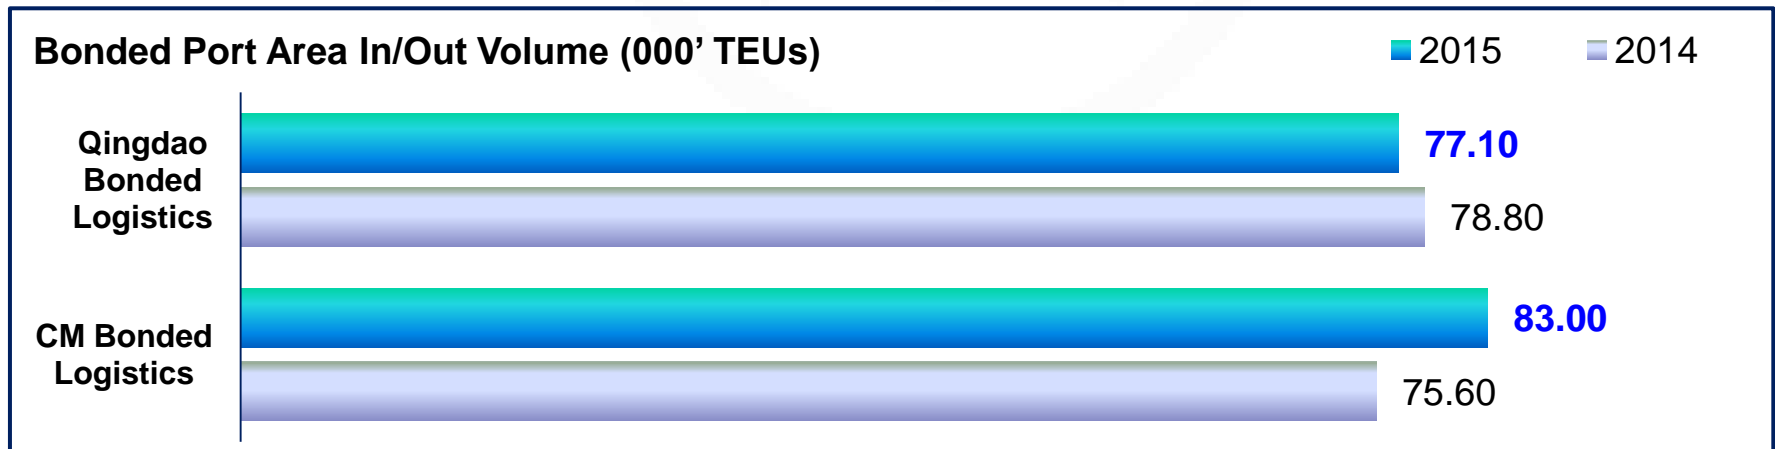 Bonded Port Area In/Out Volume (000’ TEUs)
2015
2014
Qingdao
Bonded
Logistics
77.10
78.80
CM Bonded
Logistics
83.00
75.60